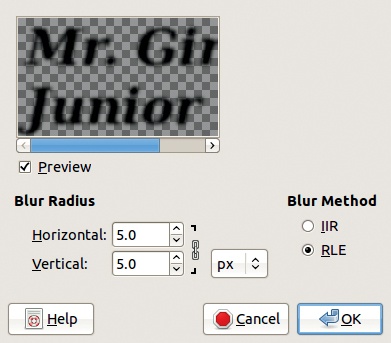 Mr. Gir
Junior
Preview
Blur Radius
Blur Method
Horizontal: 5.0
IIR
Vertical: 5.0
px
RLE
Help
Cancel
OK